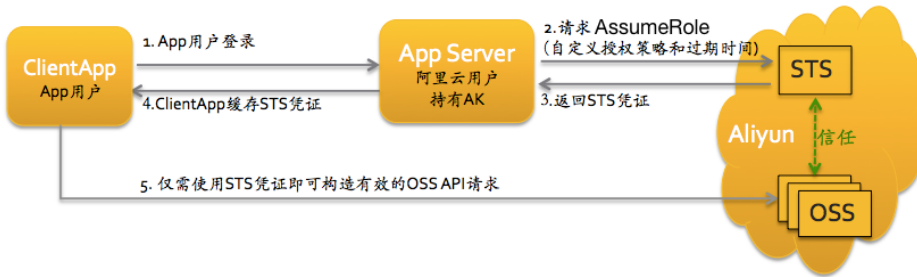 1. App用户登录
2.请求 AssumeRole
(自定义授权策略和过期时间)
ClientApp
App用户
App Server
阿里云用户
持有AK
STS
4.ClientApp缓存STS凭证
3.返回STS凭证
Aliyun
信任
5. 仅需使用STS凭证即可构造有效的OSS API请求
OSS